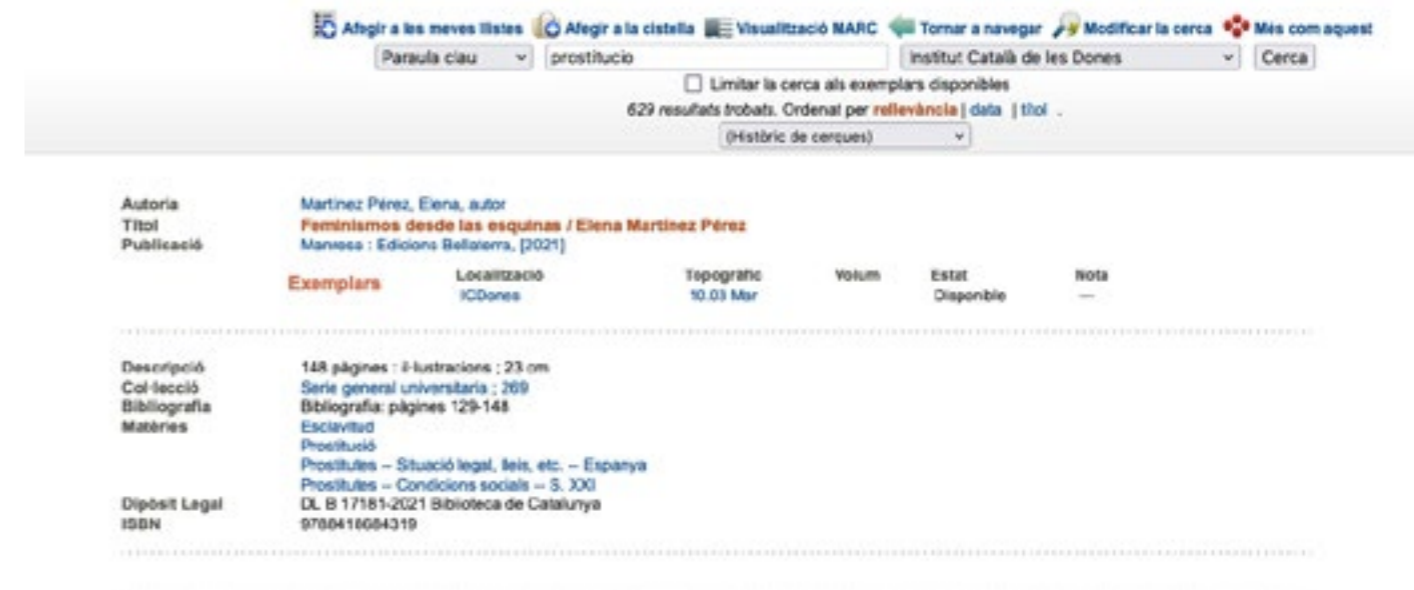 Afegir a les meves llistes Afegir a la cistella Visualització MARC Tornar a navegar Modificar la cerca Més com aquest
Paraula clau prostitucio Institut Català de les Dones Cerca
Limitar la cerca als exemplars disponibles
629 resultats trobats. Ordenat per rellevància | data | títol .
(Històric de cerques)
Autoria Martínez Pérez, Elena, autor
Títol Feminismos desde las esquinas / Elena Martínez Pérez
Publicació Manresa : Edicions Bellaterra, [2021]
Exemplars Localització Topogràfic Volum Estat Nota
ICDones 10.03 Mar Disponible ---
Descripció 148 pàgines : il·lustracions ; 23 cm
Col·lecció Serie general universitaria ; 269
Bibliografia Bibliografia: pàgines 129-148
Matèries Esclavitud
Prostitució
Prostitutes -- Situació legal, lleis, etc. -- Espanya
Prostitutes -- Condicions socials -- S. XXI
Dipòsit Legal DL B 17181-2021 Biblioteca de Catalunya
ISBN 9788418684319